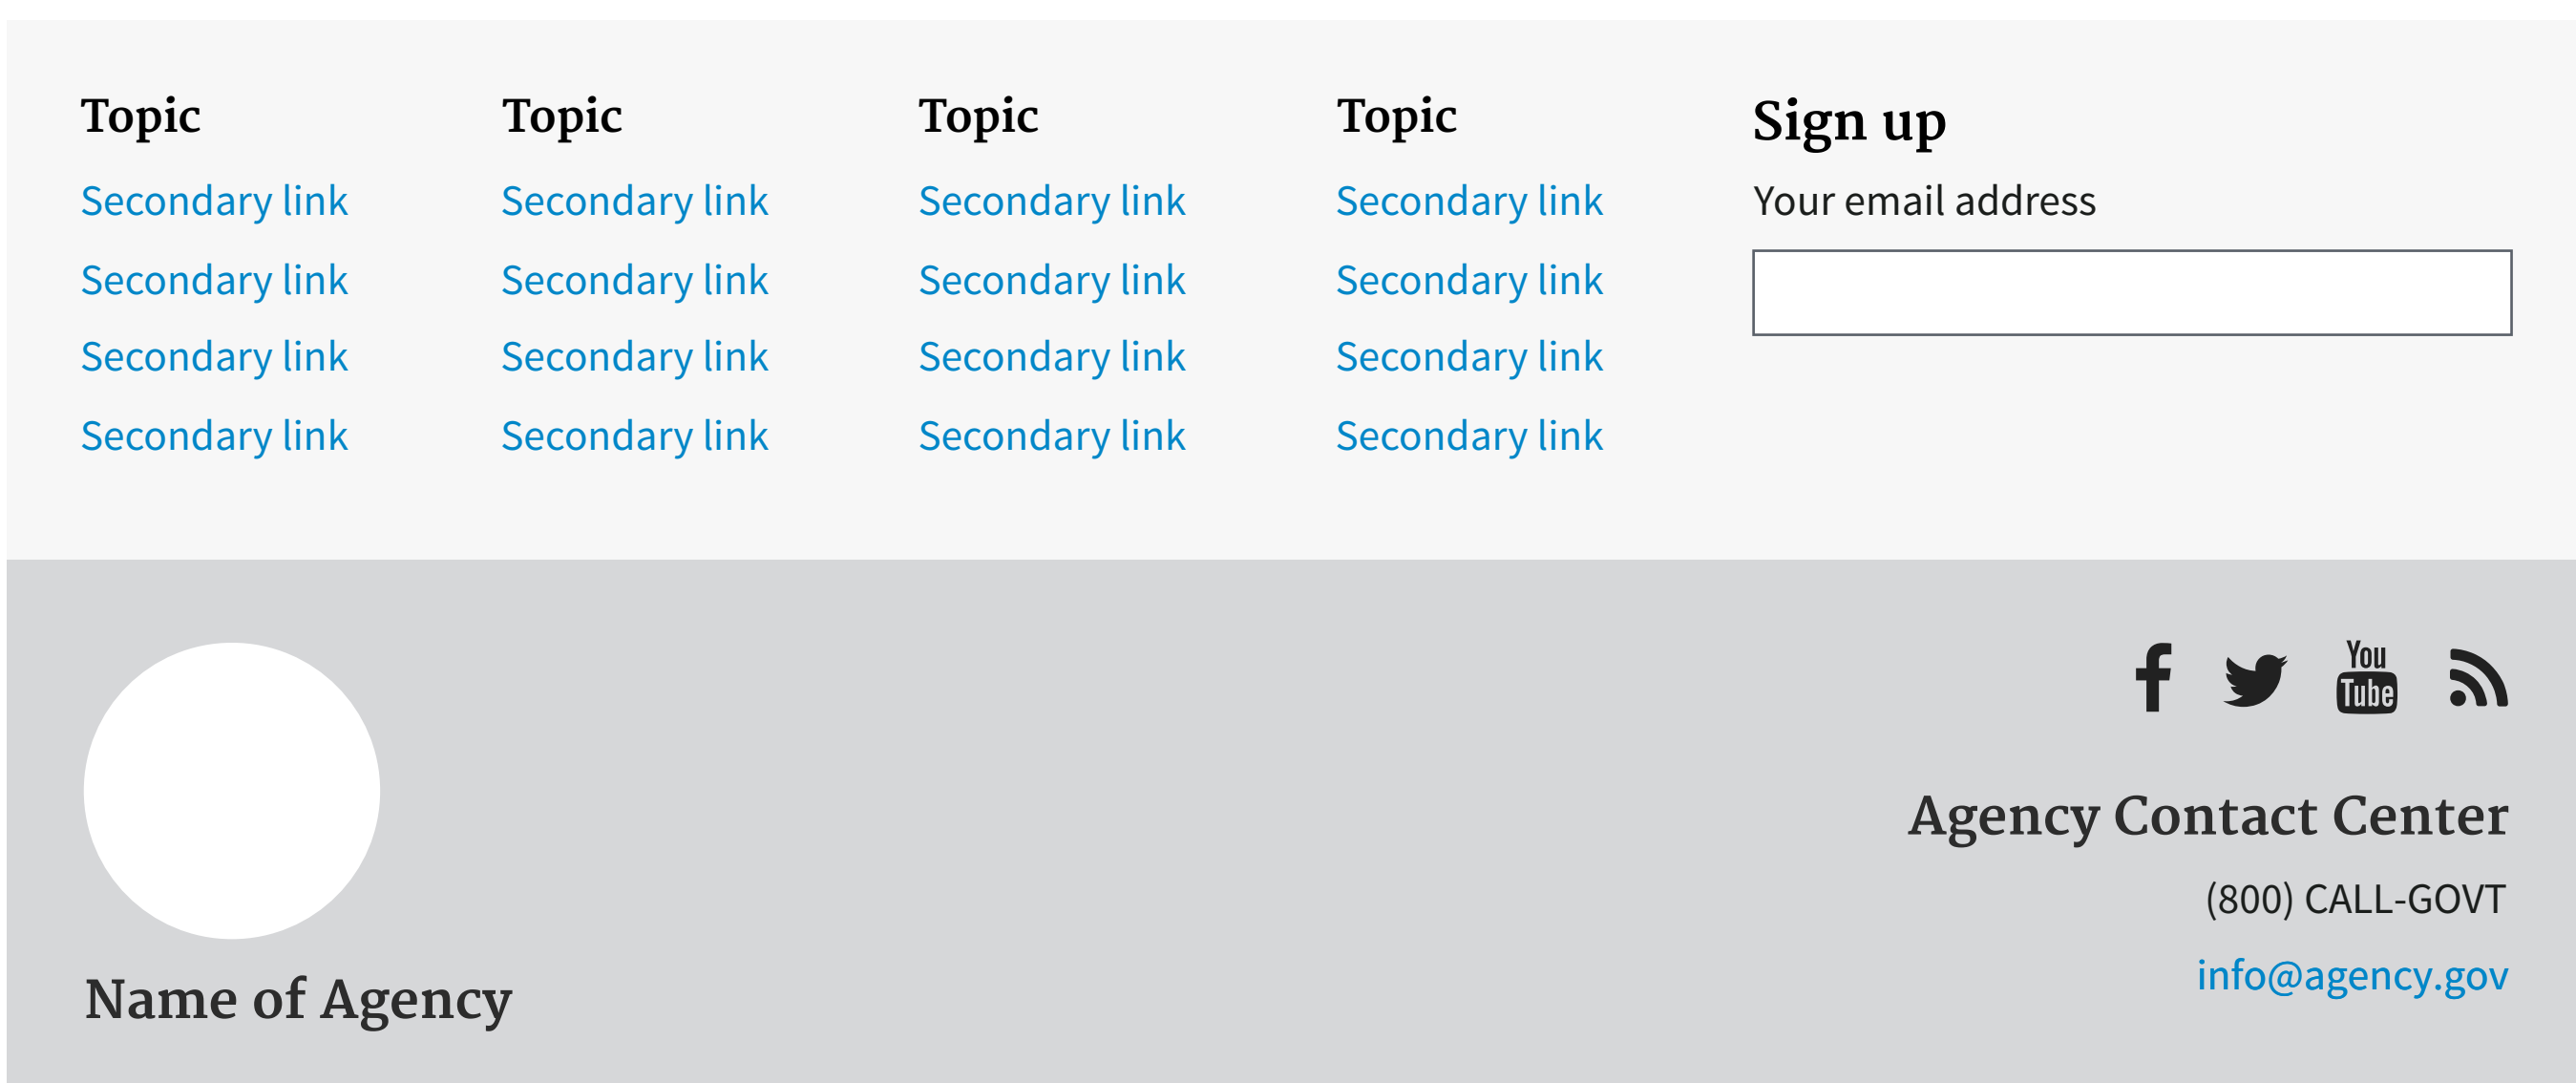 Topic
Secondary link
Secondary link
Secondary link
Secondary link
Topic
Secondary link
Secondary link
Secondary link
Secondary link
Topic
Secondary link
Secondary link
Secondary link
Secondary link
Topic
Secondary link
Secondary link
Secondary link
Secondary link
Sign up
Your email address
Name of Agency
You
Tube
Agency Contact Center
(800) CALL-GOVT
info@agency.gov